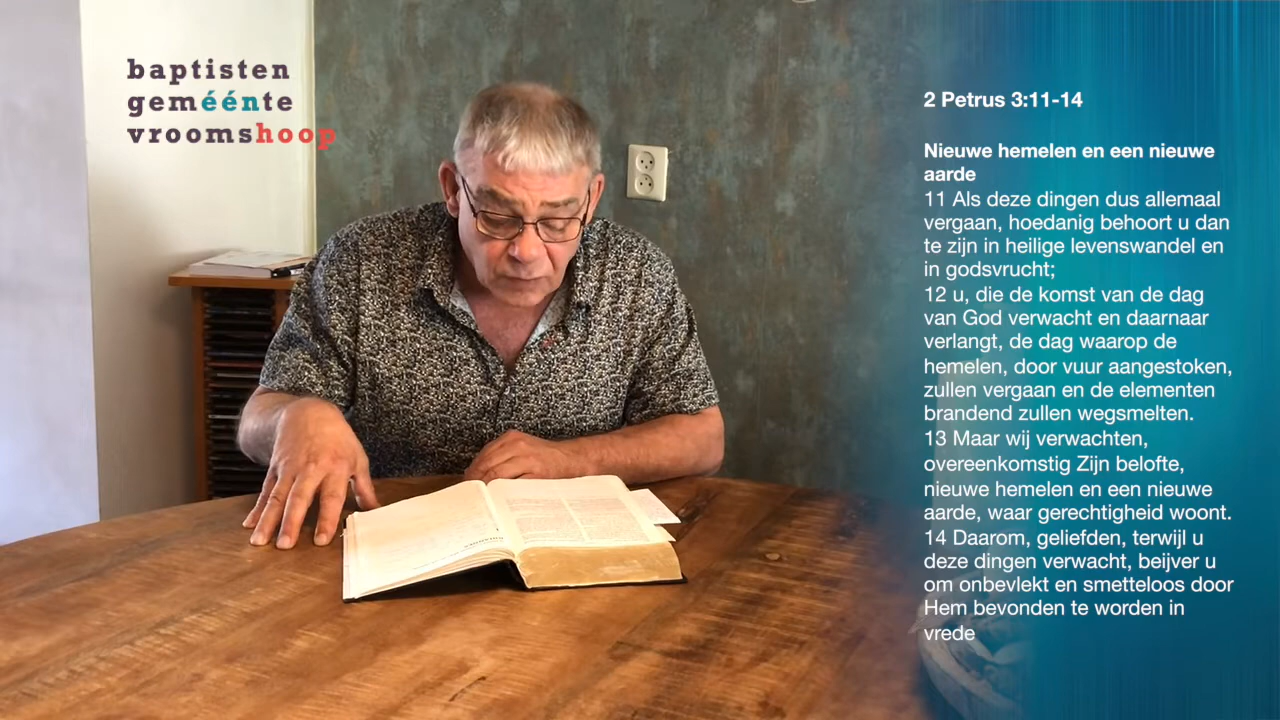 baptisten
geméénte
vroomshoop
2 Petrus 3:11-14
Nieuwe hemelen en een nieuwe
aarde
11 Als deze dingen dus allemaal
vergaan, hoedanig behoort u dan
te zijn in heilige levenswandel en
in godsvrucht;
12 u, die de komst van de dag
van God verwacht en daarnaar
verlangt, de dag waarop de
hemelen, door vuur aangestoken,
zullen vergaan en de elementen
brandend zullen wegsmelten.
13 Maar wij verwachten,
overeenkomstig Zijn belofte,
nieuwe hemelen en een nieuwe
aarde, waar gerechtigheid woont.
14 Daarom, geliefden, terwijl u
deze dingen verwacht, beijver u
om onbevlekt en smetteloos door
Hem bevonden te worden in
vrede